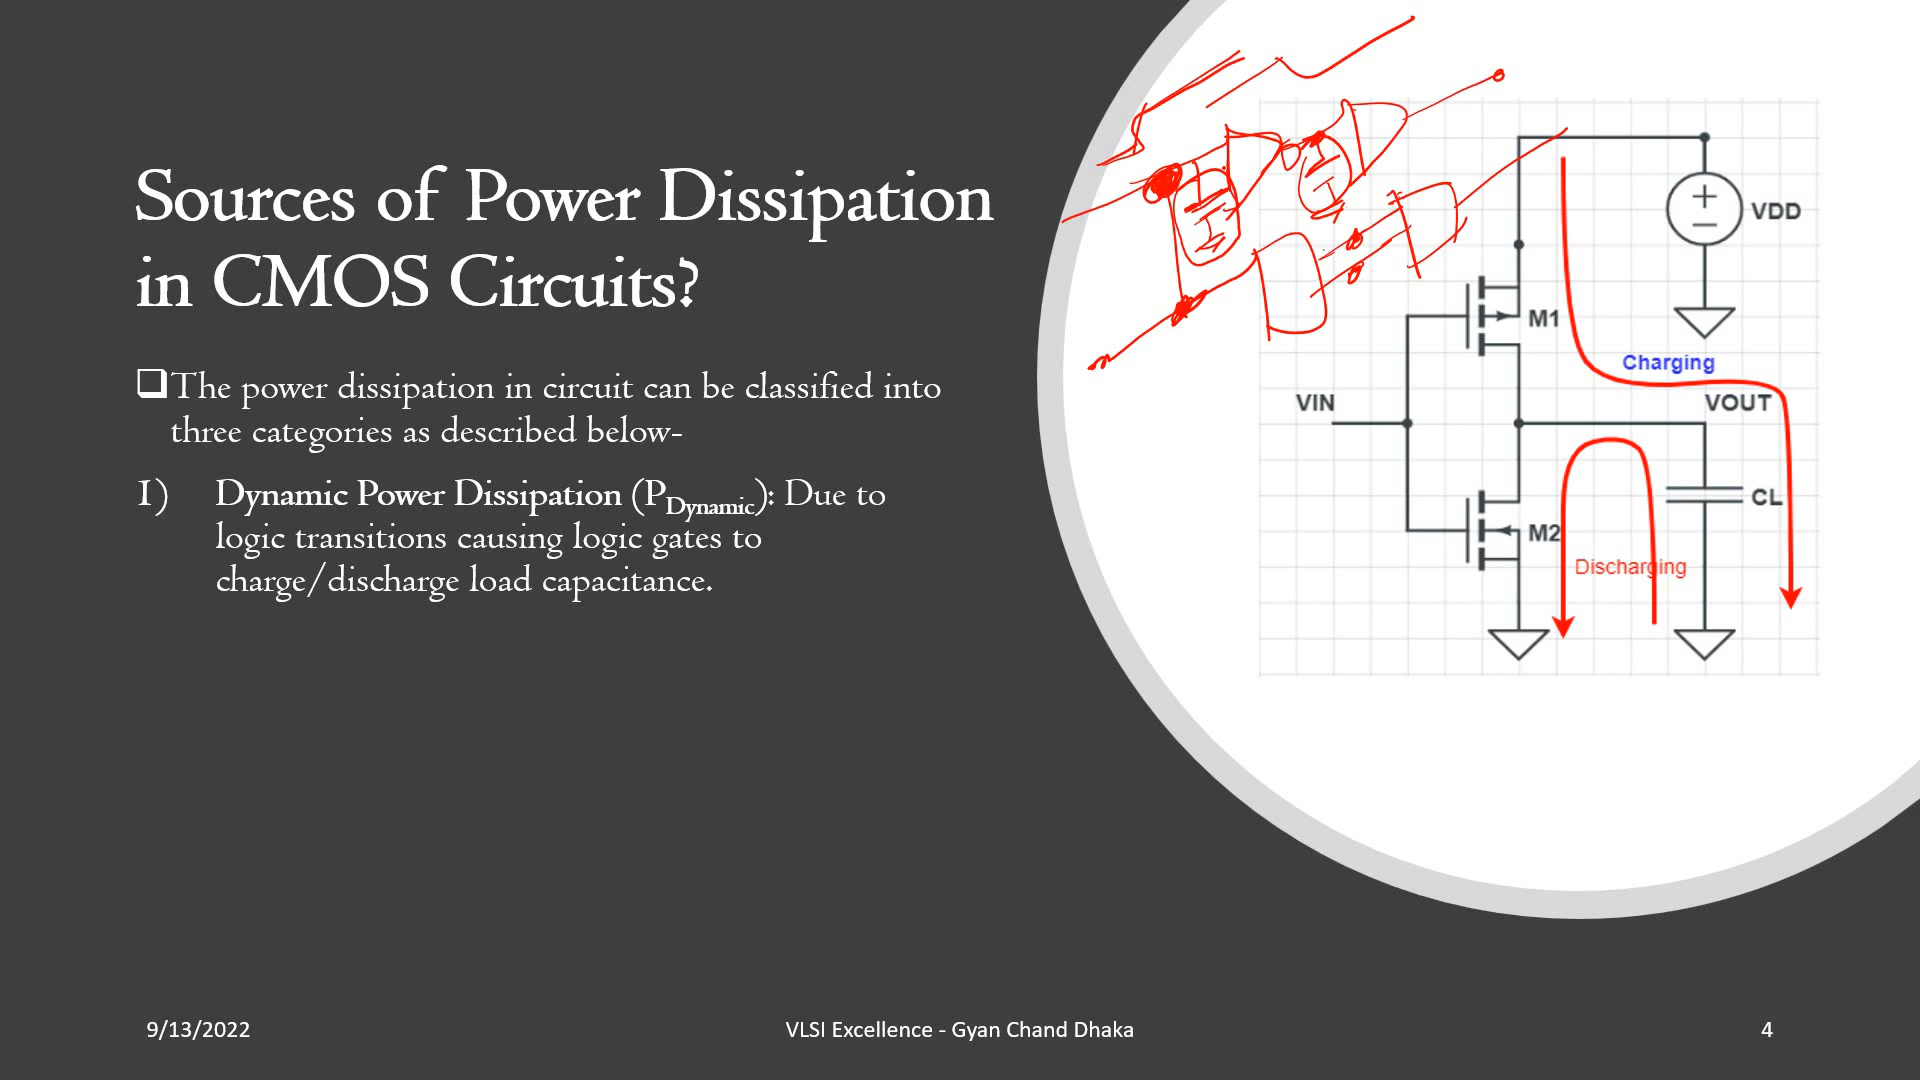 Sources of Power Dissipation
in CMOS Circuits?
The power dissipation in circuit can be classified into
three categories as described below-
1) Dynamic Power Dissipation (PDynamic): Due to
logic transitions causing logic gates to
charge/discharge load capacitance.
VDD
M1
Charging
VIN
VOUT
CL
M2
Discharging
9/13/2022
VLSI Excellence - Gyan Chand Dhaka
4